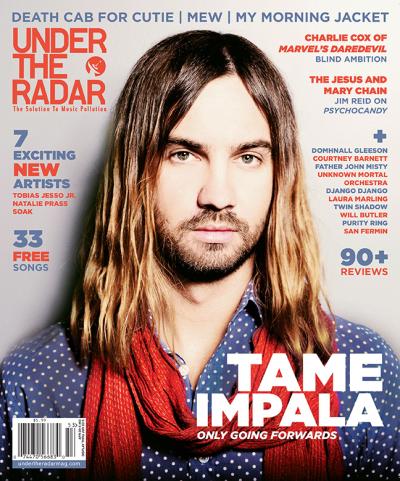 DEATH CAB FOR CUTIE | MEW | MY MORNING JACKET
UNDER
THE
RADAR
The Solution To Music Pollution
CHARLIE COX OF
MARVEL'S DAREDEVIL
BLIND AMBITION
THE JESUS AND
MARY CHAIN
JIM REID ON
PSYCHOCANDY
7
EXCITING
NEW
ARTISTS
TOBIAS JESSO JR.
NATALIE PRASS
SOAK
33
FREE
SONGS
+
DOMHNALL GLEESON
COURTNEY BARNETT
FATHER JOHN MISTY
UNKNOWN MORTAL
ORCHESTRA
DJANGO DJANGO
LAURA MARLING
TWIN SHADOW
WILL BUTLER
PURITY RING
SAN FERMIN
90+
REVIEWS
TAME
IMPALA
ONLY GOING FORWARDS
$5.99
53>
undertheradarmag.com